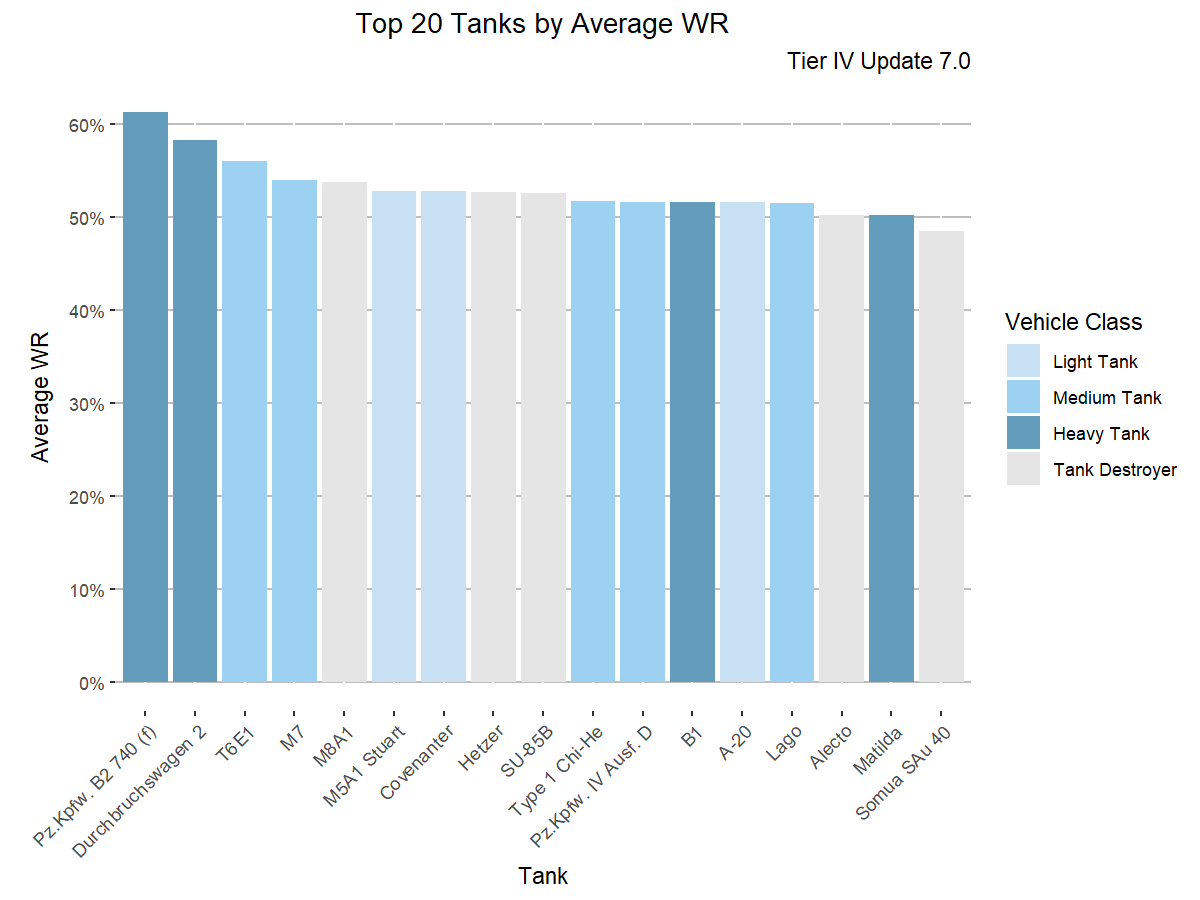 Top 20 Tanks by Average WR
Tier IV Update 7.0
Average WR
60%
50%
40%
30%
20%
10%
0%
Pz.Kpfw. B2 740 (f)
Durchbruchswagen 2
T6E1
M7
M8A1
M5A1 Stuart
Covenanter
Hetzer
SU-85B
Type 1 Chi-He
Pz.Kpfw. IV Ausf. D
B1
A-20
Lago
Alecto
Matilda
Somua SAu 40
Tank
Vehicle Class
Light Tank
Medium Tank
Heavy Tank
Tank Destroyer